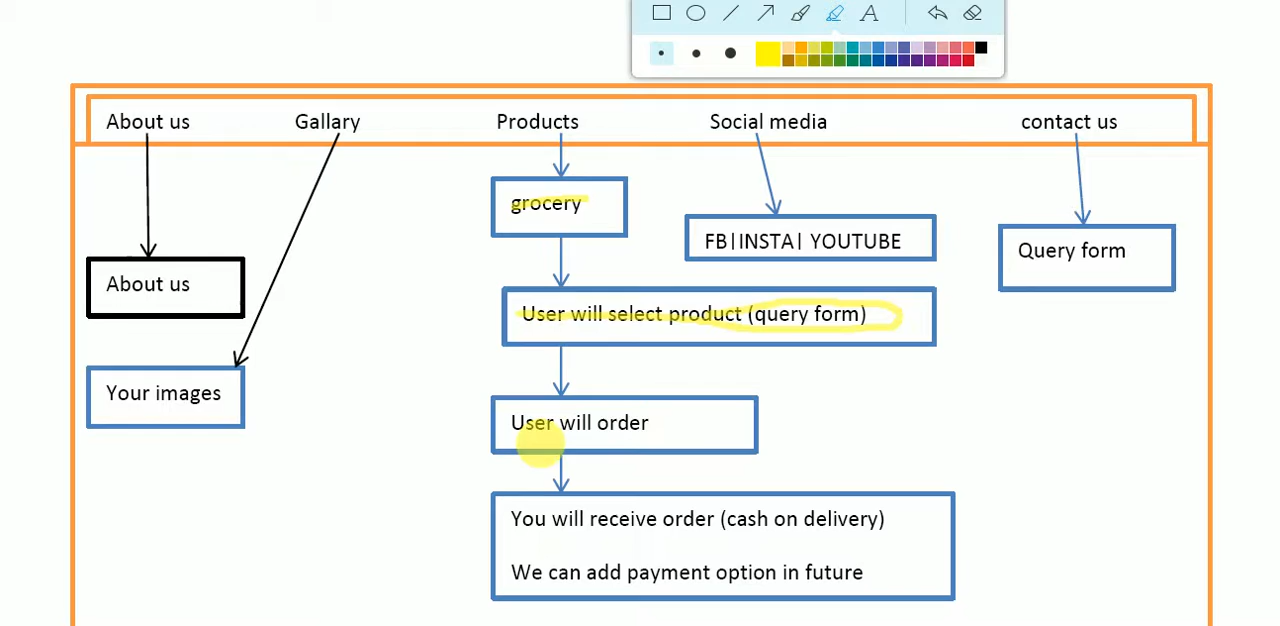 About us
Gallary
Products
Social media
contact us
grocery
FB|INSTA| YOUTUBE
Query form
About us
User will select product (query form)
Your images
User will order
You will receive order (cash on delivery)
We can add payment option in future